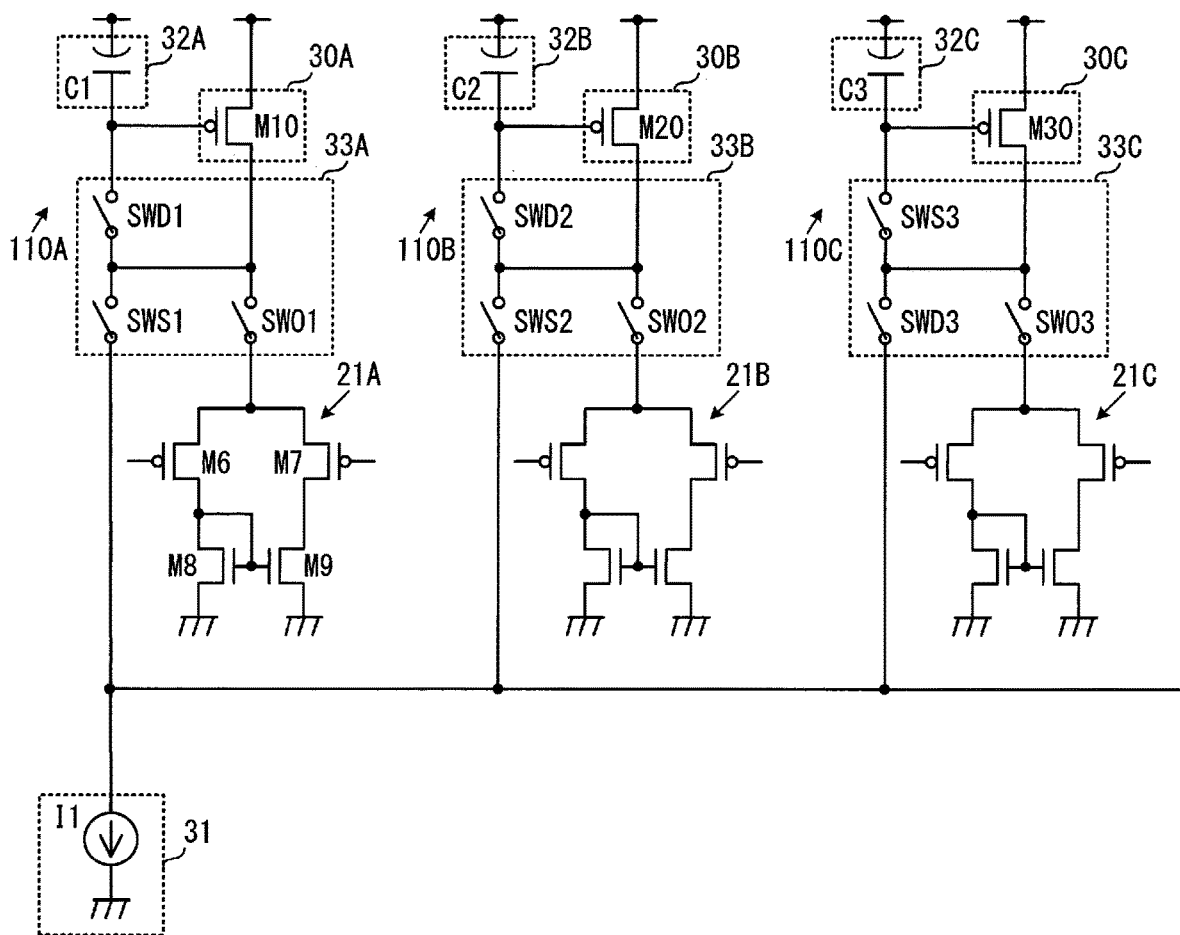 32A
32B
32C
30A
30B
30C
C1
C2
C3
M10
M20
M30
33A
33B
33C
SWD1
SWD2
SWS3
110A
110B
110C
SWS1
SWO1
SWS2
SWO2
SWD3
SWO3
21A
21B
21C
M6
M7
M8
M9
I1
31